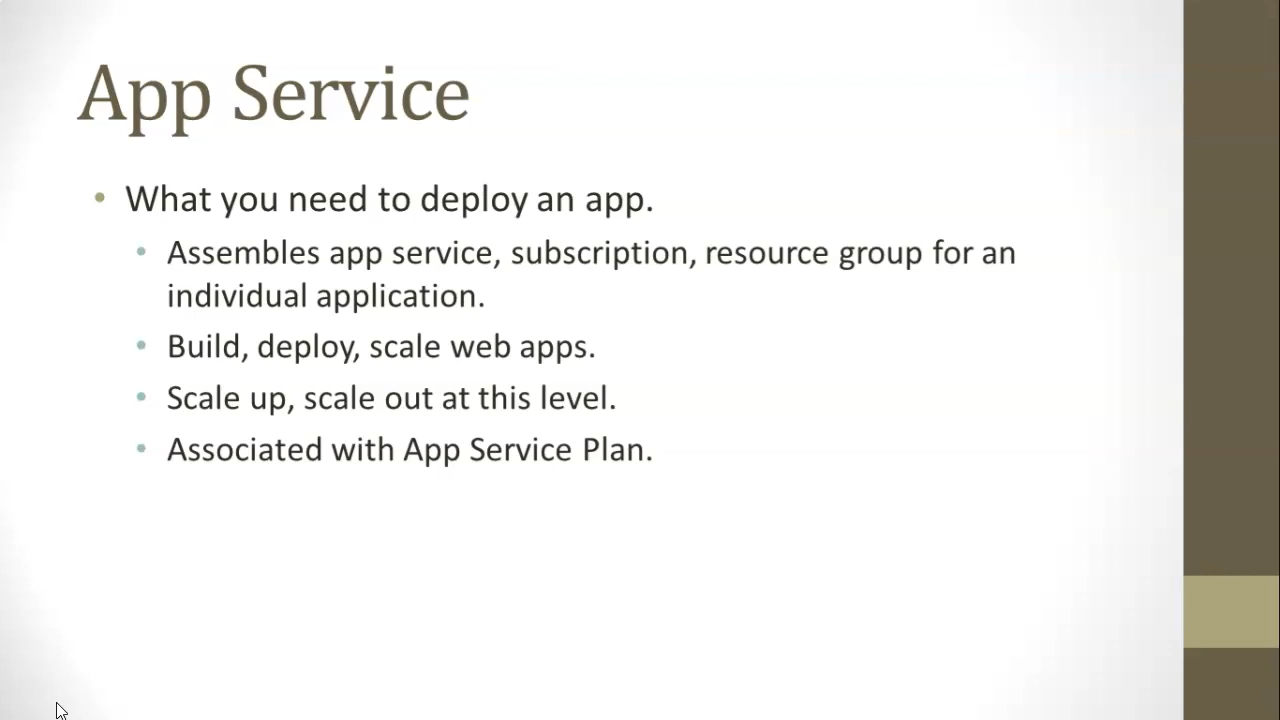 App Service
• What you need to deploy an app.
• Assembles app service, subscription, resource group for an
individual application.
• Build, deploy, scale web apps.
• Scale up, scale out at this level.
• Associated with App Service Plan.